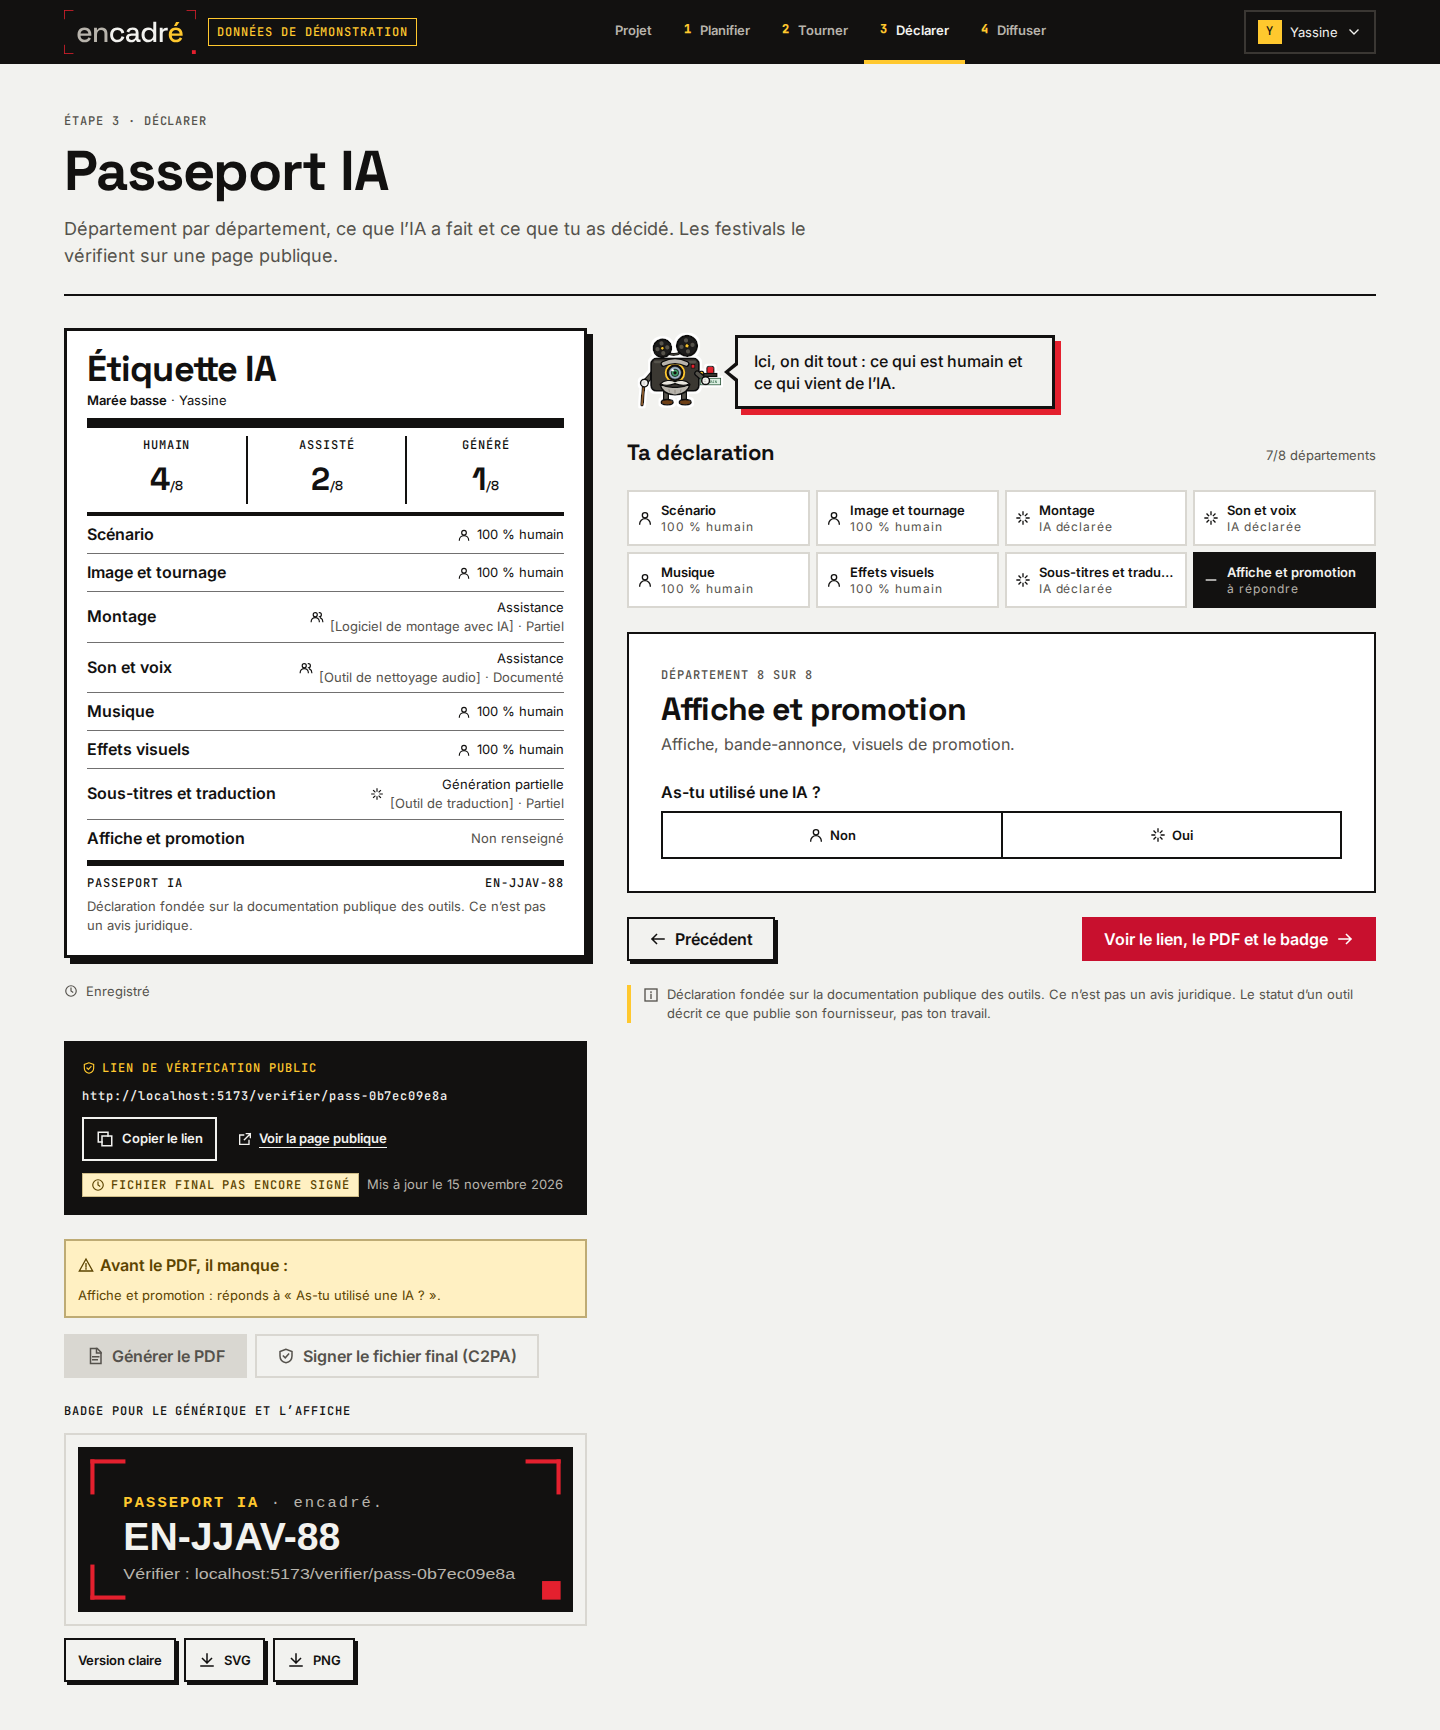 encadré
DONNÉES DE DÉMONSTRATION
Projet
1 Planifier
2 Tourner
3 Déclarer
4 Diffuser
Y Yassine
ÉTAPE 3 · DÉCLARER
Passeport IA
Département par département, ce que l’IA a fait et ce que tu as décidé. Les festivals le
vérifient sur une page publique.
Étiquette IA
Marée basse · Yassine
HUMAIN
4/8
ASSISTÉ
2/8
GÉNÉRÉ
1/8
Scénario
100 % humain
Image et tournage
100 % humain
Montage
Assistance
[Logiciel de montage avec IA] · Partiel
Son et voix
Assistance
[Outil de nettoyage audio] · Documenté
Musique
100 % humain
Effets visuels
100 % humain
Sous-titres et traduction
Génération partielle
[Outil de traduction] · Partiel
Affiche et promotion
Non renseigné
PASSEPORT IA
EN-JJAV-88
Déclaration fondée sur la documentation publique des outils. Ce n’est pas
un avis juridique.
Enregistré
LIEN DE VÉRIFICATION PUBLIC
http://localhost:5173/verifier/pass-0b7ec09e8a
Copier le lien
Voir la page publique
FICHIER FINAL PAS ENCORE SIGNÉ
Mis à jour le 15 novembre 2026
Avant le PDF, il manque :
Affiche et promotion : réponds à « As-tu utilisé une IA ? ».
Générer le PDF
Signer le fichier final (C2PA)
BADGE POUR LE GÉNÉRIQUE ET L’AFFICHE
PASSEPORT IA · encadré.
EN-JJAV-88
Vérifier : localhost:5173/verifier/pass-0b7ec09e8a
Version claire
SVG
PNG
Ici, on dit tout : ce qui est humain et
ce qui vient de l’IA.
Ta déclaration
7/8 départements
Scénario
100 % humain
Image et tournage
100 % humain
Montage
IA déclarée
Son et voix
IA déclarée
Musique
100 % humain
Effets visuels
100 % humain
Sous-titres et tradu...
IA déclarée
Affiche et promotion
à répondre
DÉPARTEMENT 8 SUR 8
Affiche et promotion
Affiche, bande-annonce, visuels de promotion.
As-tu utilisé une IA ?
Non
Oui
Précédent
Voir le lien, le PDF et le badge
Déclaration fondée sur la documentation publique des outils. Ce n’est pas un avis juridique. Le statut d’un outil
décrit ce que publie son fournisseur, pas ton travail.